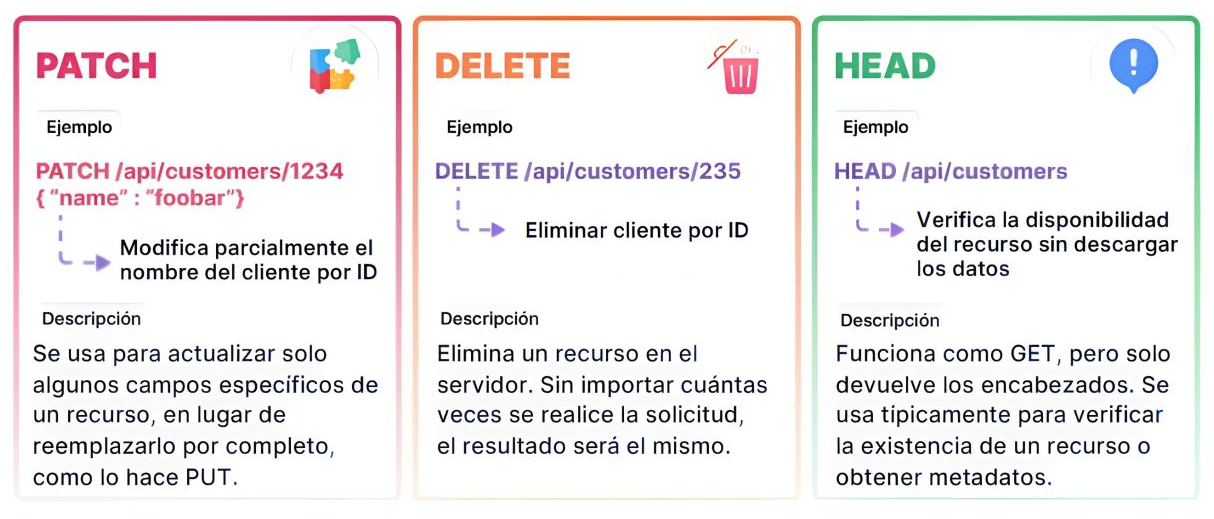 PATCH
Ejemplo
PATCH /api/customers/1234
{ “name” : “foobar”}
Modifica parcialmente el
nombre del cliente por ID
Descripción
Se usa para actualizar solo
algunos campos específicos de
un recurso, en lugar de
reemplazarlo por completo,
como lo hace PUT.
DELETE
Ejemplo
DELETE /api/customers/235
Eliminar cliente por ID
Descripción
Elimina un recurso en el
servidor. Sin importar cuántas
veces se realice la solicitud,
el resultado será el mismo.
HEAD
Ejemplo
HEAD /api/customers
Verifica la disponibilidad
del recurso sin descargar
los datos
Descripción
Funciona como GET, pero solo
devuelve los encabezados. Se
usa típicamente para verificar
la existencia de un recurso o
obtener metadatos.